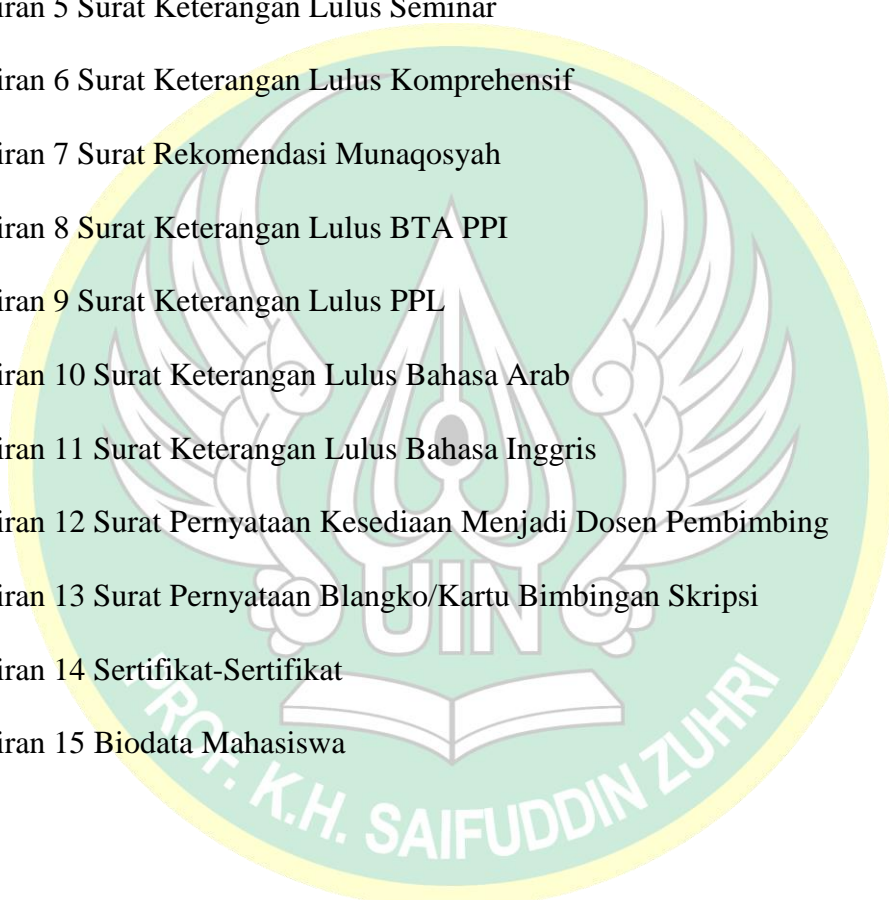 iran 5 Surat Keterangan Lulus Seminar
iran 6 Surat Keterangan Lulus Komprehensif
iran 7 Surat Rekomendasi Munaqosyah
iran 8 Surat Keterangan Lulus BTA PPI
iran 9 Surat Keterangan Lulus PPL
iran 10 Surat Keterangan Lulus Bahasa Arab
iran 11 Surat Keterangan Lulus Bahasa Inggris
iran 12 Surat Pernyataan Kesediaan Menjadi Dosen Pembimbing
iran 13 Surat Pernyataan Blangko/Kartu Bimbingan Skripsi
iran 14 Sertifikat-Sertifikat
iran 15 Biodata Mahasiswa
UIN
PROF. K.H. SAIFUDDIN ZUHRI